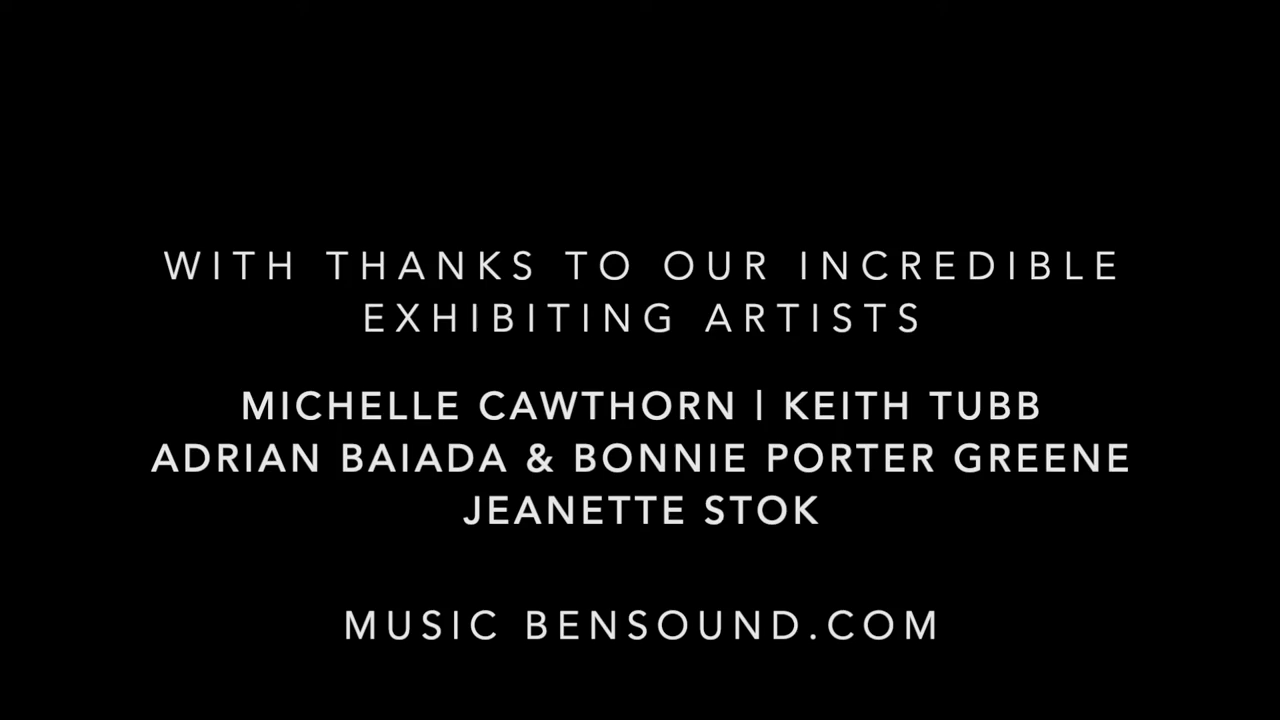 WITH THANKS TO OUR INCREDIBLE
EXHIBITING ARTISTS
MICHELLE CAWTHORN | KEITH TUBB
ADRIAN BAIADA & BONNIE PORTER GREENE
JEANETTE STOK
MUSIC BENSOUND.COM